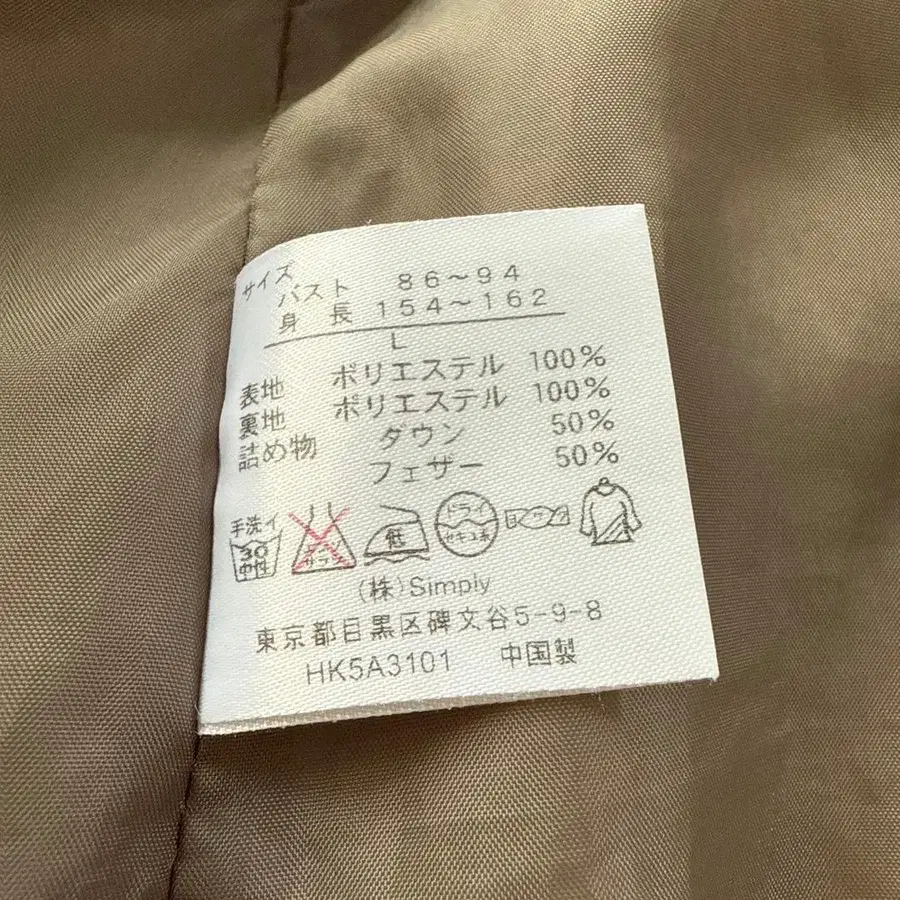 サイズ
バスト 86～94
身長 154～162
L
表地 ポリエステル 100%
裏地 ポリエステル 100%
詰め物 ダウン 50%
フェザー 50%
手洗イ
30
中性
サラシ
低
ドライ
セキユ系
(株)Simply
東京都目黒区碑文谷5-9-8
HK5A3101 中国製